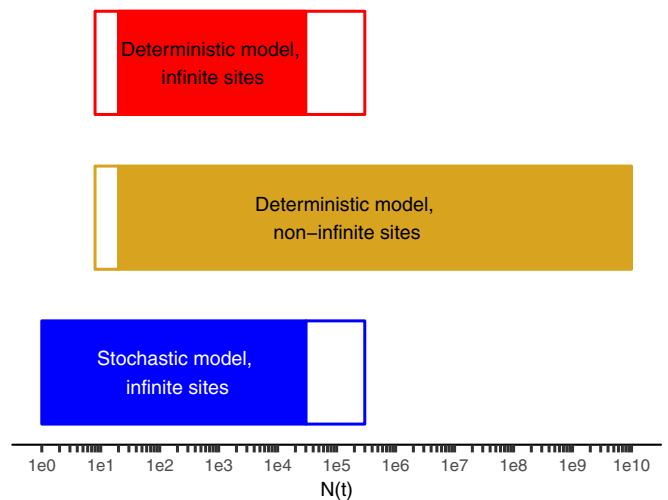 Deterministic model,
infinite sites
Deterministic model,
non−infinite sites
Stochastic model,
infinite sites
1e0 1e1 1e2 1e3 1e4 1e5 1e6 1e7 1e8 1e9 1e10
N(t)